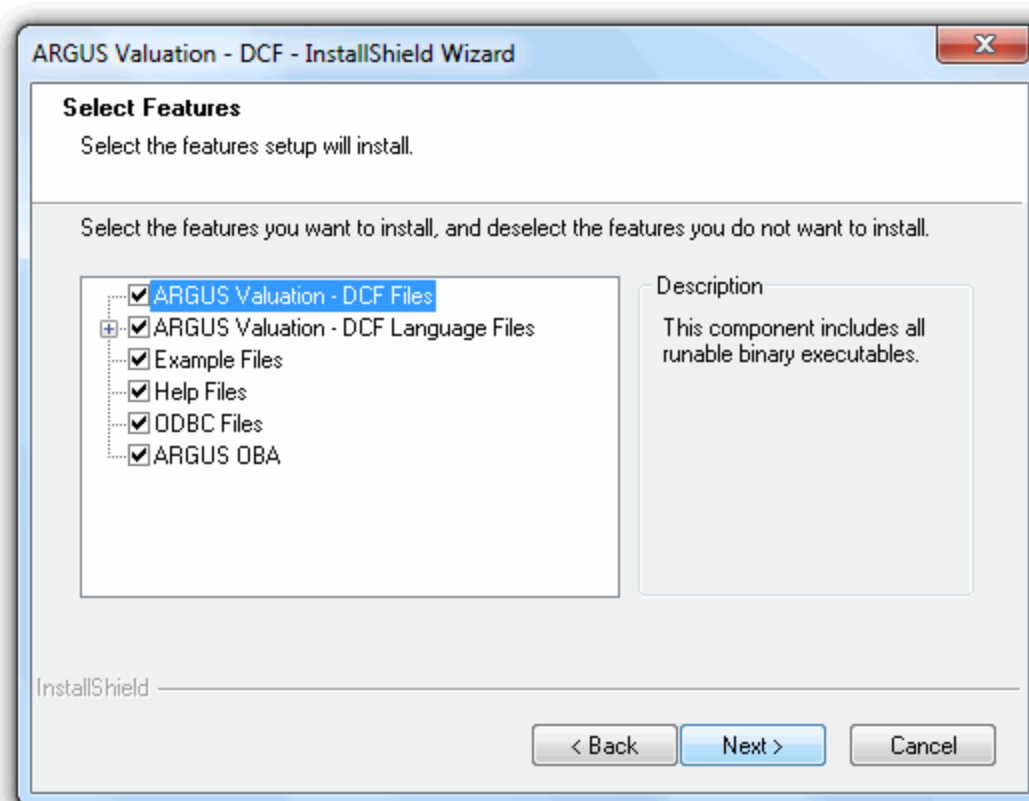 ARGUS Valuation - DCF - InstallShield Wizard
Select Features
Select the features setup will install.
Select the features you want to install, and deselect the features you do not want to install.
ARGUS Valuation - DCF Files
ARGUS Valuation - DCF Language Files
Example Files
Help Files
ODBC Files
ARGUS OBA
Description
This component includes all
runable binary executables.
InstallShield
< Back
Next >
Cancel